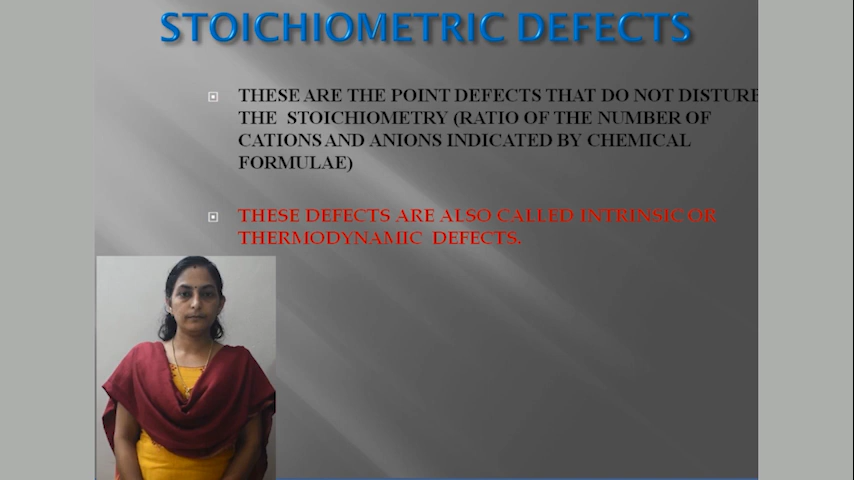 STOICHIOMETRIC DEFECTS
THESE ARE THE POINT DEFECTS THAT DO NOT DISTURB
THE STOICHIOMETRY (RATIO OF THE NUMBER OF
CATIONS AND ANIONS INDICATED BY CHEMICAL
FORMULAE)
THESE DEFECTS ARE ALSO CALLED INTRINSIC OR
THERMODYNAMIC DEFECTS.